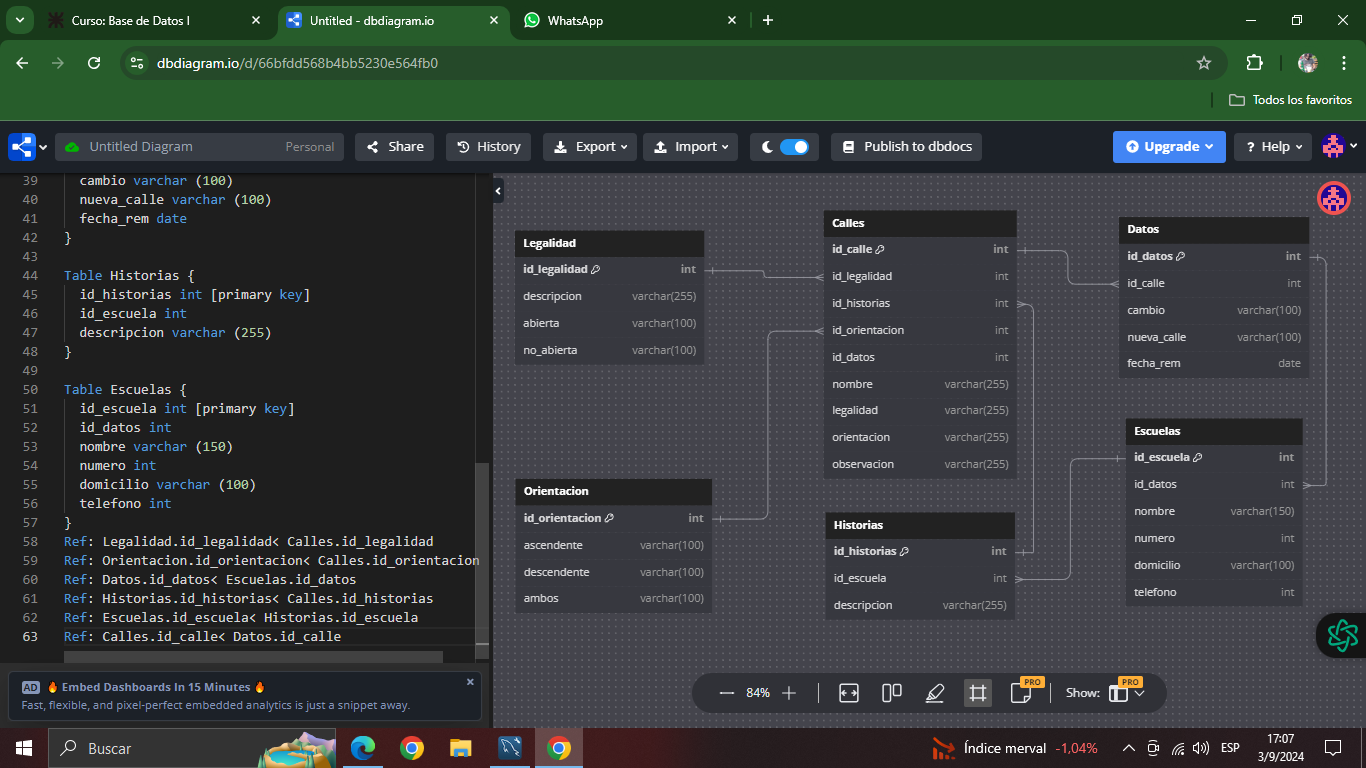 Curso: Base de Datos I
Untitled - dbdiagram.io
WhatsApp
dbdiagram.io/d/66bfdd568b4bb5230e564fb0
Todos los favoritos
Untitled Diagram
Personal
Share
History
Export
Import
Publish to dbdocs
Upgrade
Help
39 cambio varchar (100)
40 nueva_calle varchar (100)
41 fecha_rem date
42 }
43
44 Table Historias {
45 id_historias int [primary key]
46 id_escuela int
47 descripcion varchar (255)
48 }
49
50 Table Escuelas {
51 id_escuela int [primary key]
52 id_datos int
53 nombre varchar (150)
54 numero int
55 domicilio varchar (100)
56 telefono int
57 }
58 Ref: Legalidad.id_legalidad< Calles.id_legalidad
59 Ref: Orientacion.id_orientacion< Calles.id_orientacion
60 Ref: Datos.id_datos< Escuelas.id_datos
61 Ref: Historias.id_historias< Calles.id_historias
62 Ref: Escuelas.id_escuela< Historias.id_escuela
63 Ref: Calles.id_calle< Datos.id_calle
AD Embed Dashboards In 15 Minutes
Fast, flexible, and pixel-perfect embedded analytics is just a snippet away.
Legalidad
id_legalidad int
descripcion varchar(255)
abierta varchar(100)
no_abierta varchar(100)
Orientacion
id_orientacion int
ascendente varchar(100)
descendente varchar(100)
ambos varchar(100)
Calles
id_calle int
id_legalidad int
id_historias int
id_orientacion int
id_datos int
nombre varchar(255)
legalidad varchar(255)
orientacion varchar(255)
observacion varchar(255)
Historias
id_historias int
id_escuela int
descripcion varchar(255)
Datos
id_datos int
id_calle int
cambio varchar(100)
nueva_calle varchar(100)
fecha_rem date
Escuelas
id_escuela int
id_datos int
nombre varchar(150)
numero int
domicilio varchar(100)
telefono int
84%
PRO
Show:
PRO
Buscar
Índice merval -1,04%
ESP
17:07
3/9/2024